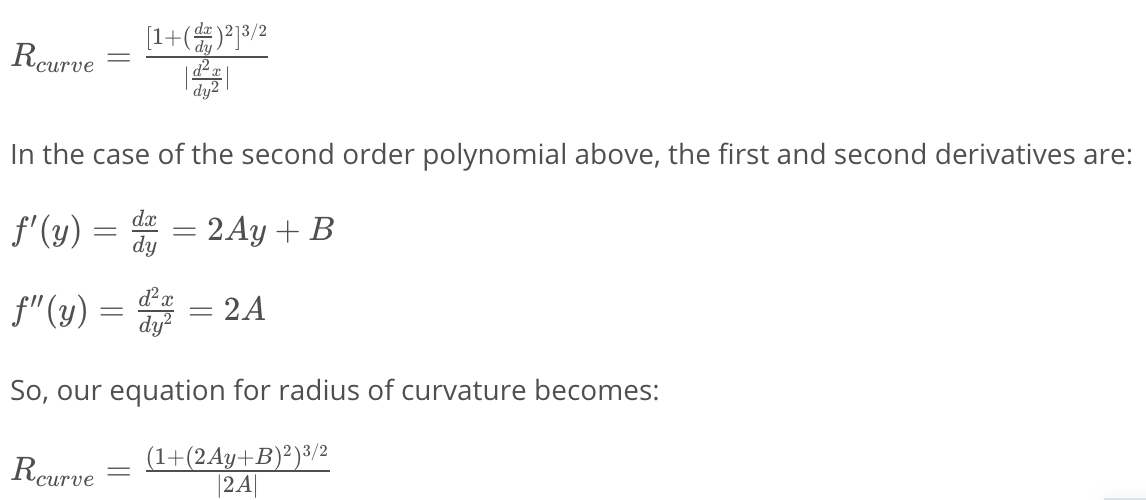 R_{curve} = \frac{[1+(\frac{dx}{dy})^2]^{3/2}}{|\frac{d^2x}{dy^2}|}
In the case of the second order polynomial above, the first and second derivatives are:
f'(y) = \frac{dx}{dy} = 2Ay + B
f''(y) = \frac{d^2x}{dy^2} = 2A
So, our equation for radius of curvature becomes:
R_{curve} = \frac{(1+(2Ay+B)^2)^{3/2}}{|2A|}